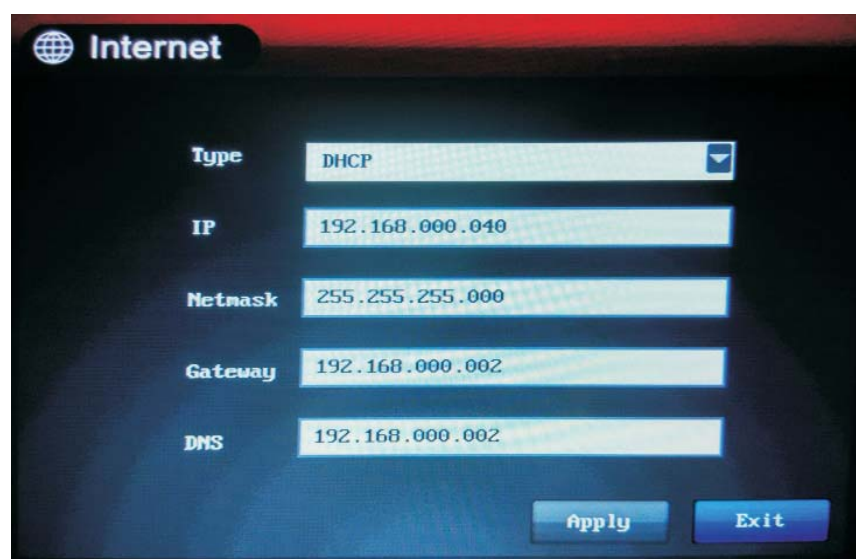 Internet
Type DHCP
IP 192.168.000.040
Netmask 255.255.255.000
Gateway 192.168.000.002
DNS 192.168.000.002
Apply Exit